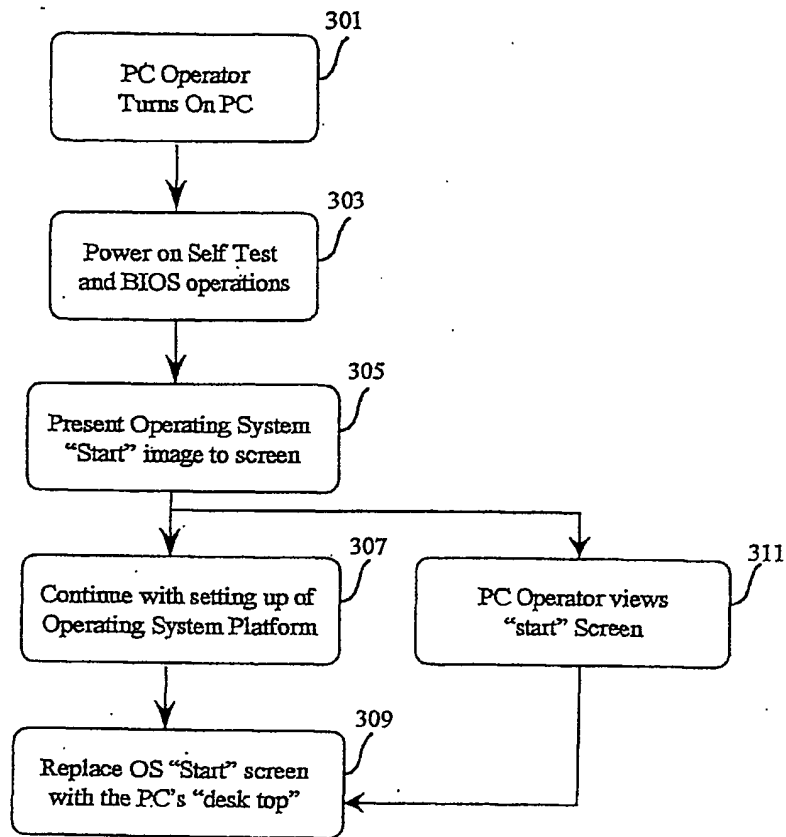 301
PC Operator
Turns On PC
303
Power on Self Test
and BIOS operations
305
Present Operating System
“Start” image to screen
307
Continue with setting up of
Operating System Platform
311
PC Operator views
“start” Screen
309
Replace OS “Start” screen
with the PC’s “desk top”